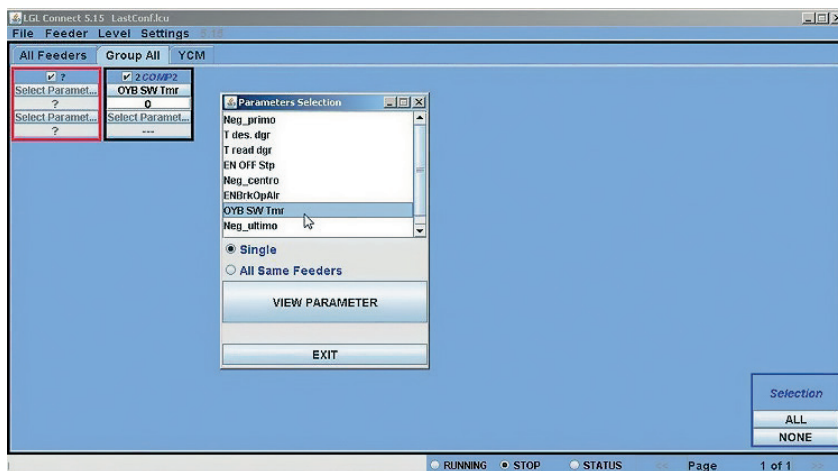 LGL Connect 5.15 LastConf.lcu
File Feeder Level Settings 5.15
All Feeders Group All YCM
? 2 COMP2
Select Paramet... OYB SW Tmr
? 0
Select Paramet... Select Paramet...
? ---
Parameters Selection
Neg_primo
T des. dgr
T read dgr
EN OFF Stp
Neg_centro
ENBrkOpAlr
OYB SW Tmr
Neg_ultimo
Single
All Same Feeders
VIEW PARAMETER
EXIT
Selection
ALL
NONE
RUNNING STOP STATUS << Page 1 of 1 >>